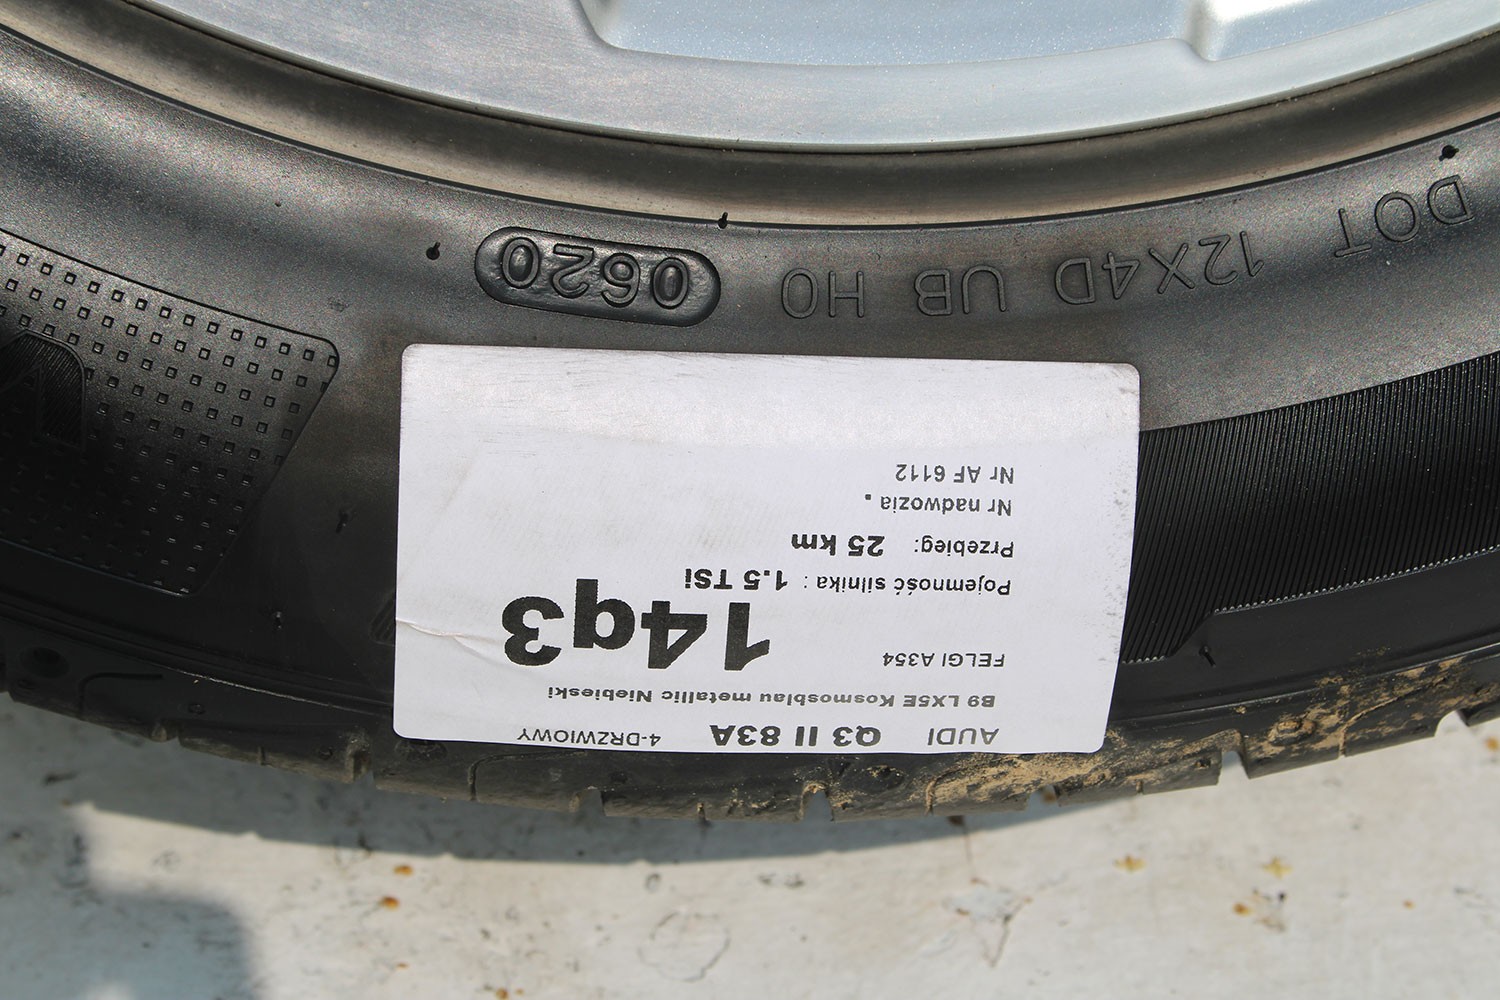 DOT 12X4D UB H0 0620
AUDI Q3 II 83A 4-DRZWIOWY
B9 LX5E Kosmosblau metallic Niebieski
FELGI A354
14q3
Pojemność silnika : 1.5 TSi
Przebieg: 25 km
Nr nadwozia .
Nr AF 6112